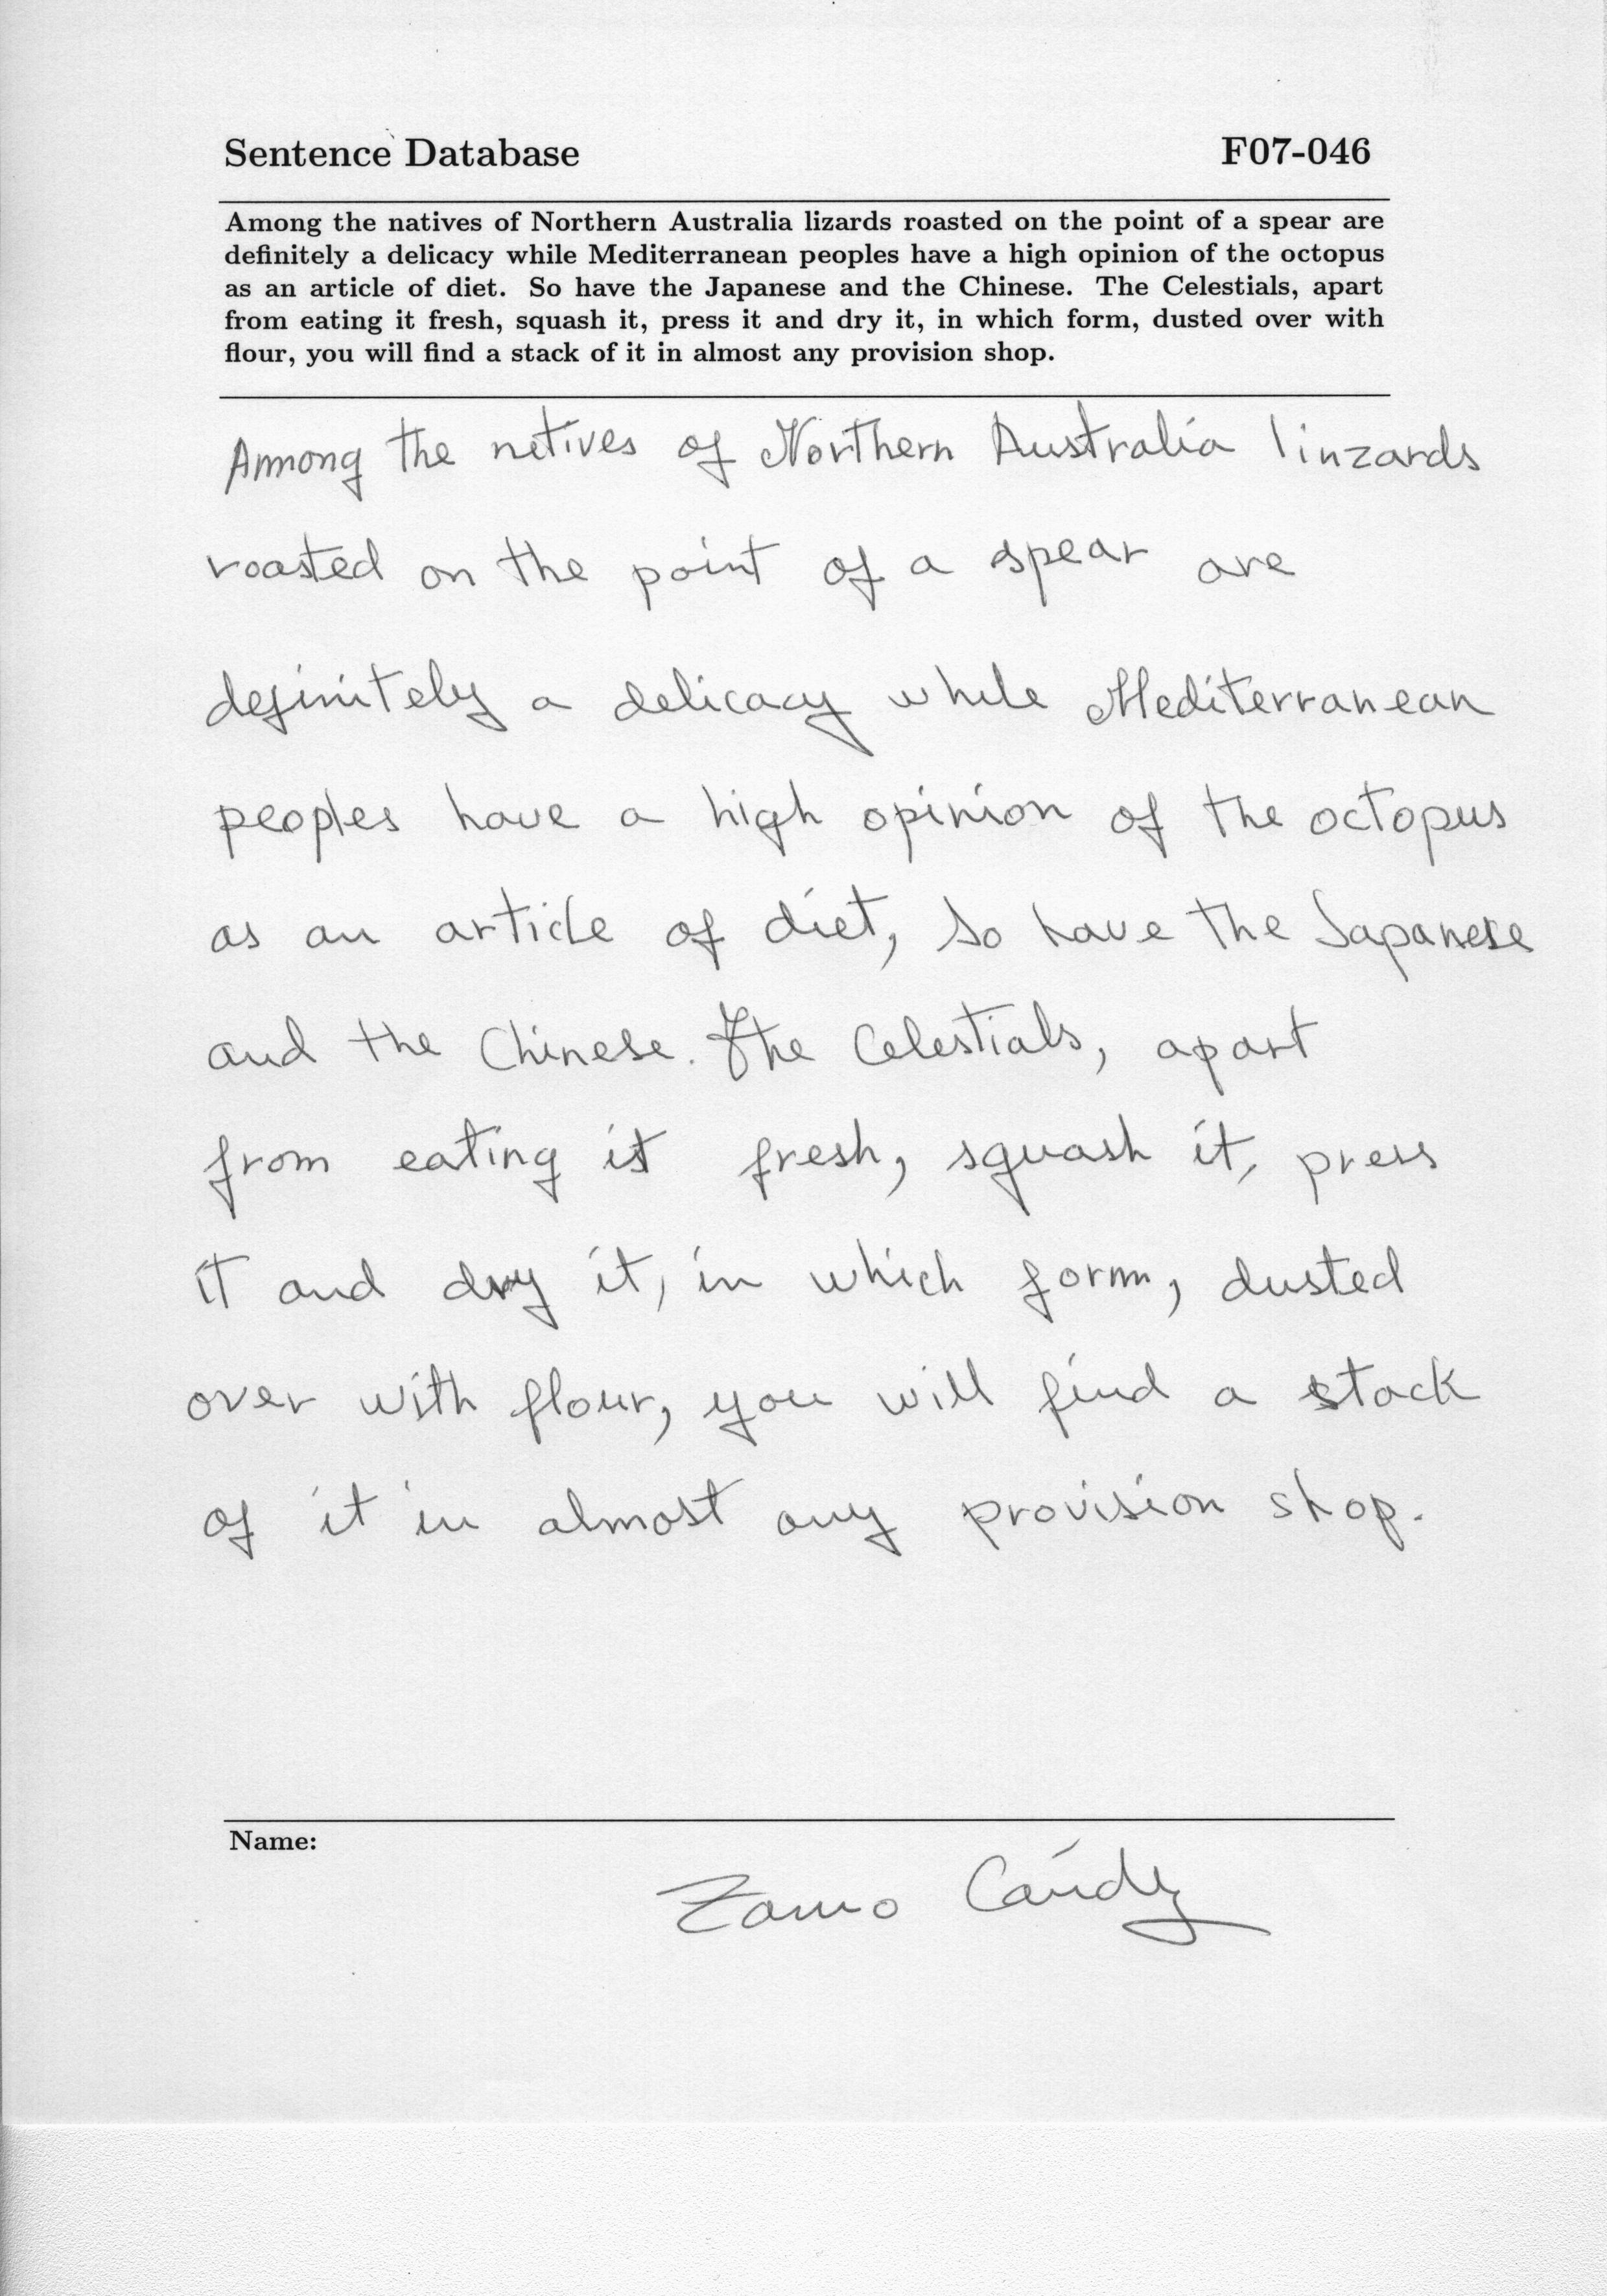 Sentence Database F07-046
Among the natives of Northern Australia lizards roasted on the point of a spear are
definitely a delicacy while Mediterranean peoples have a high opinion of the octopus
as an article of diet. So have the Japanese and the Chinese. The Celestials, apart
from eating it fresh, squash it, press it and dry it, in which form, dusted over with
flour, you will find a stack of it in almost any provision shop.
Among the netives of Northern Australia linzards
roasted on the point of a spear are
definitely a delicacy while Mediterranean
peoples have a high opinion of the octopus
as an article of diet, so have the Japanese
and the Chinese. The Celestials, apart
from eating it fresh, squash it, press
it and dry it, in which form, dusted
over with flour, you will find a stack
of it in almost any provision shop.
Name: